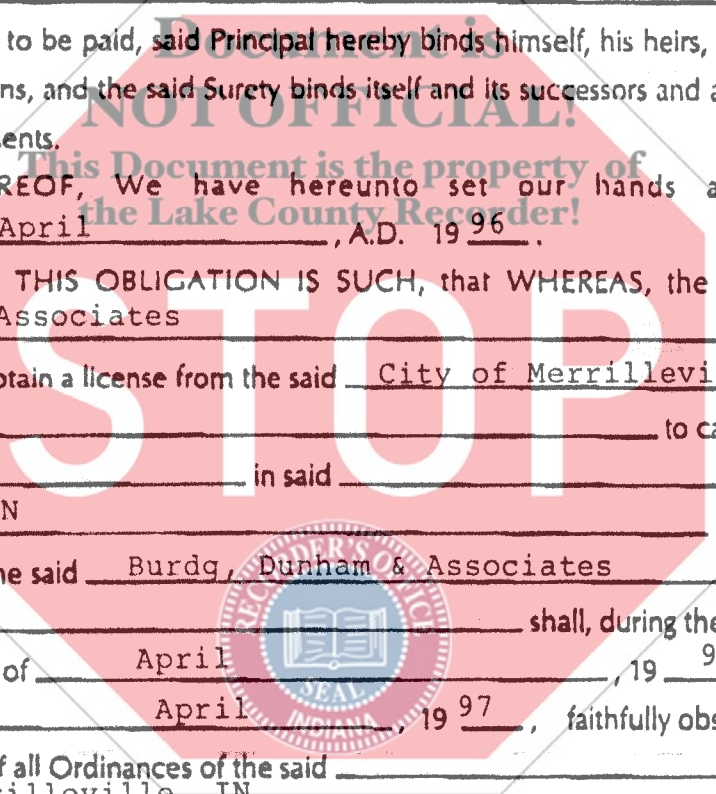 Document is
to be paid, said Principal hereby binds himself, his heirs,
ns, and the said Surety binds itself and its successors and a
NOT OFFICIAL!
ents.
This Document is the property of
REOF, We have hereunto set our hands a
the Lake County Recorder!
April , A.D. 19 96 .
THIS OBLIGATION IS SUCH, that WHEREAS, the
Associates
STOP
btain a license from the said City of Merrillevi
to ca
in said
N
he said Burdg, Dunham & Associates
RECORDER'S OFFICE
shall, during the
of April , 19 9
SEAL
April , 19 97 , faithfully obs
INDIANA
f all Ordinances of the said
rilleville, IN